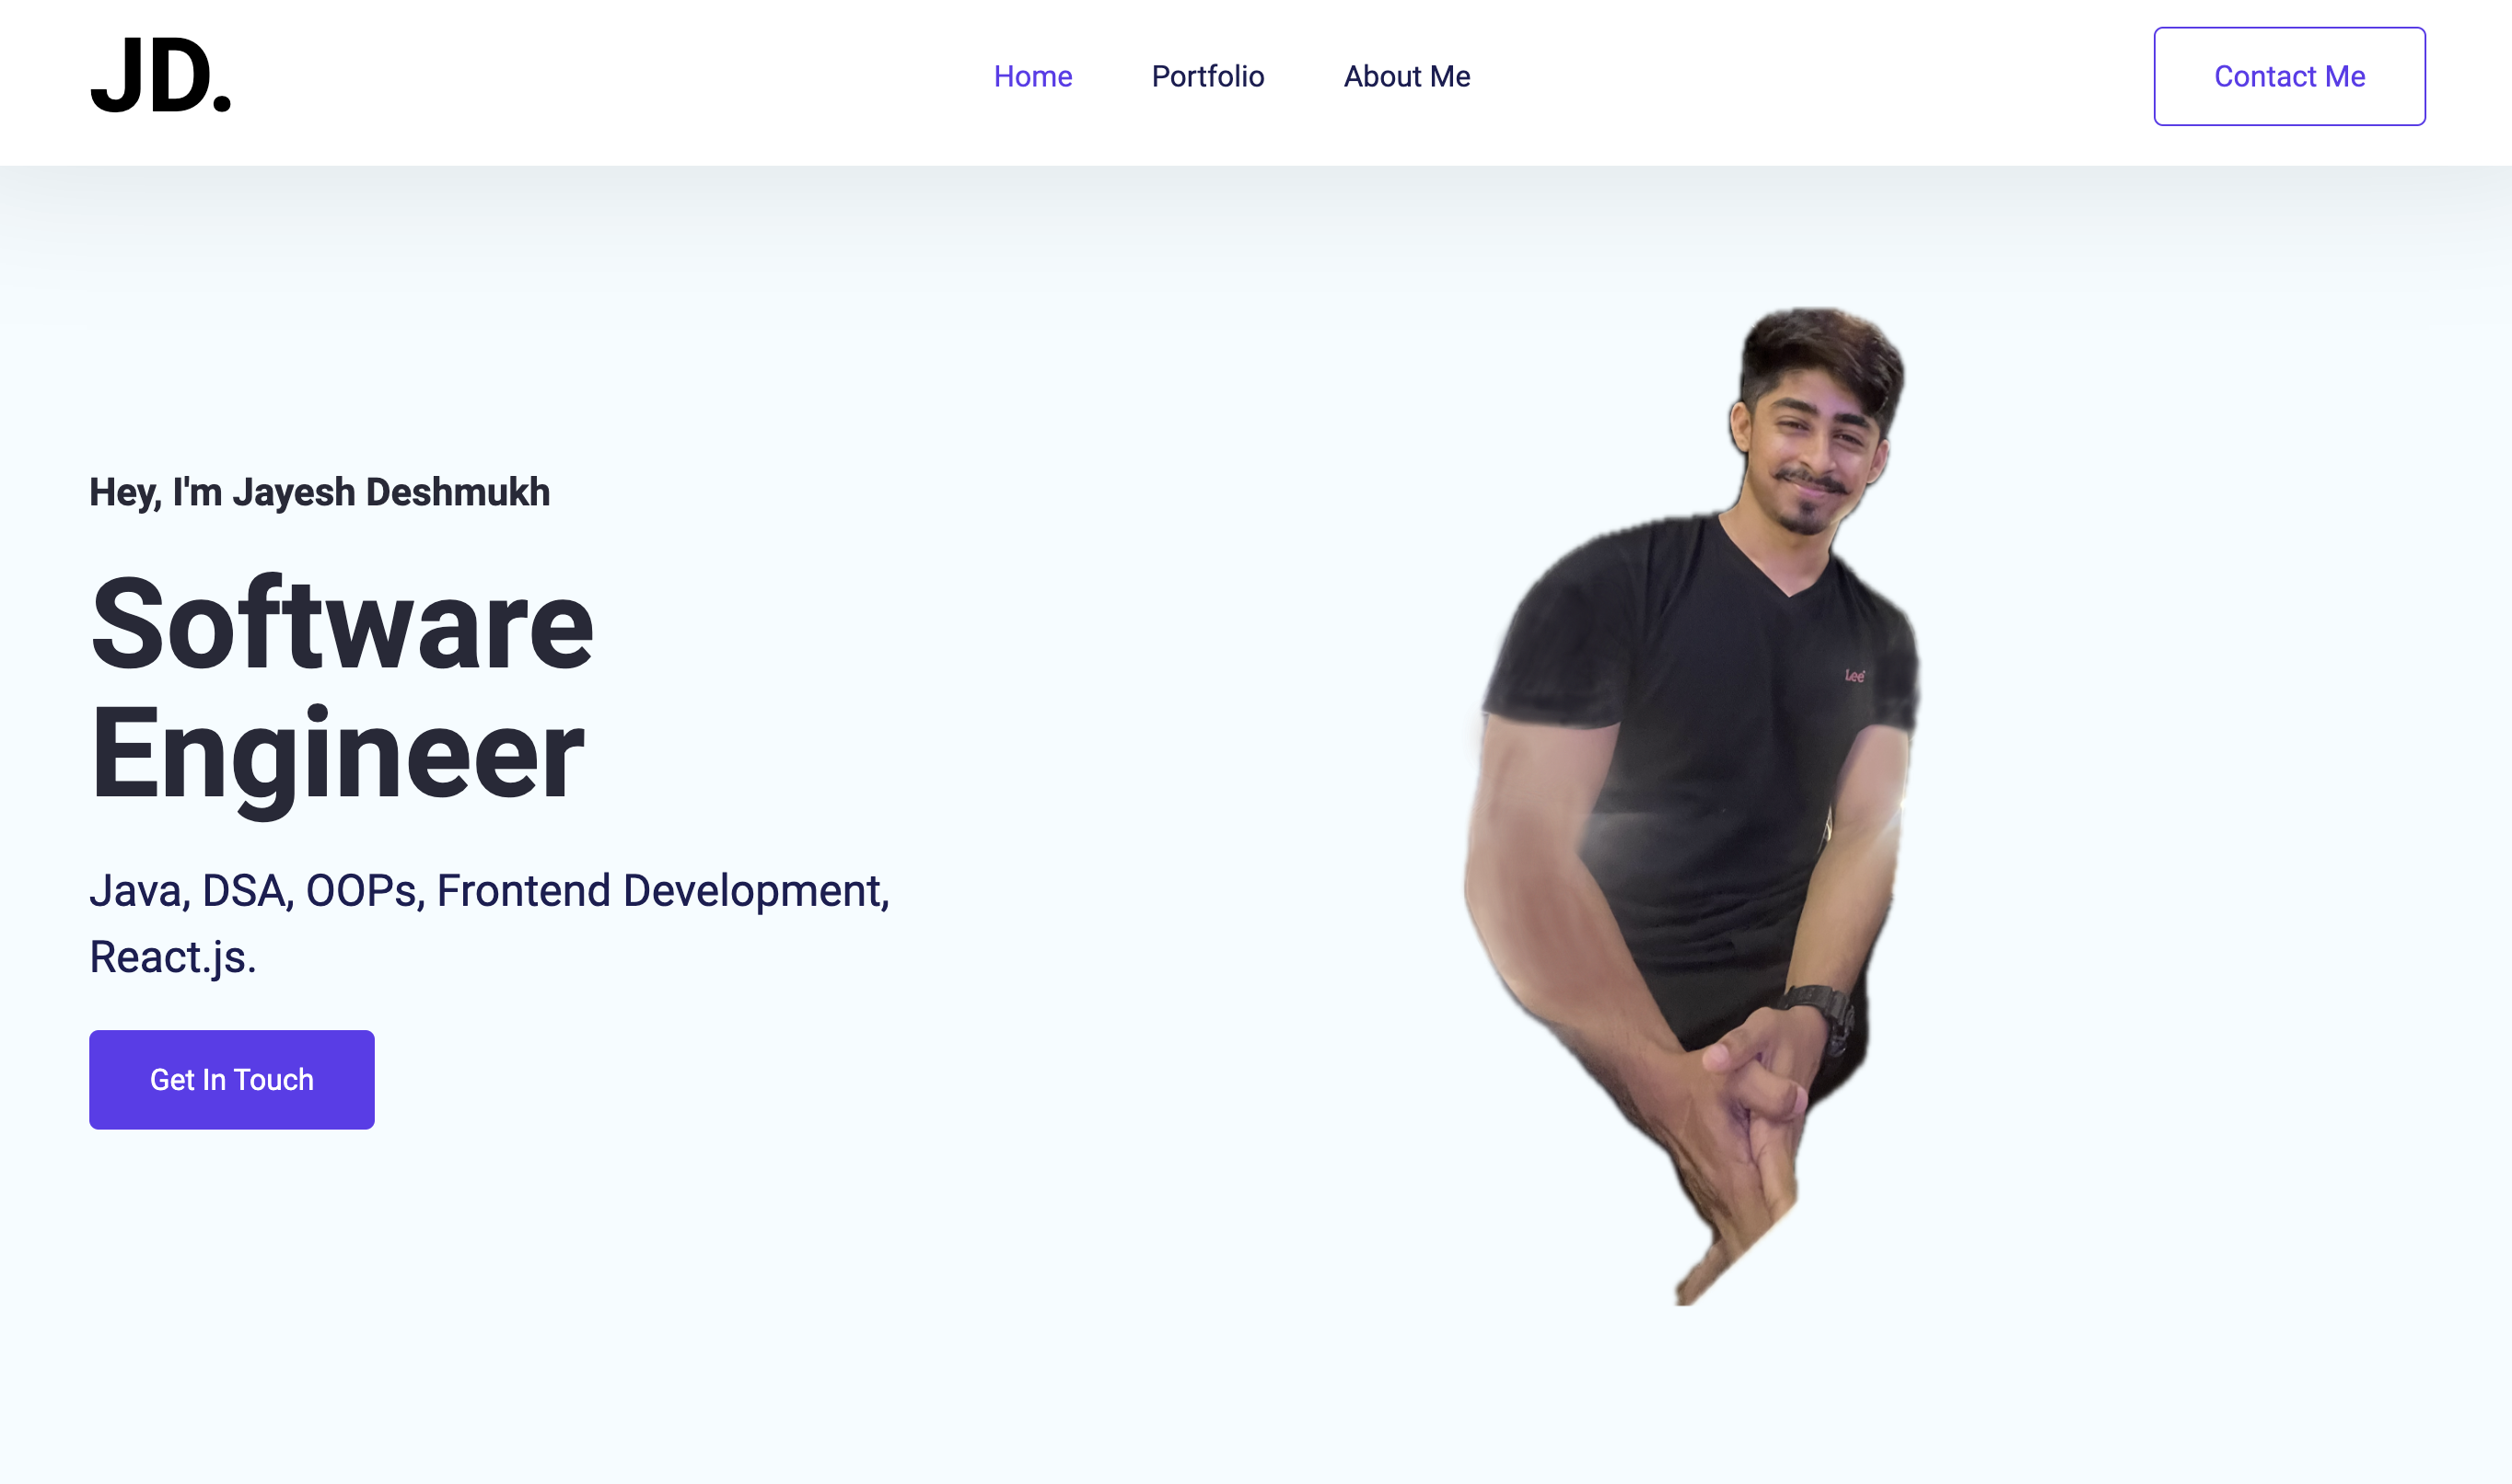 JD.
Home Portfolio About Me Contact Me
Hey, I'm Jayesh Deshmukh
Software
Engineer
Lee
Java, DSA, OOPs, Frontend Development,
React.js.
Get In Touch